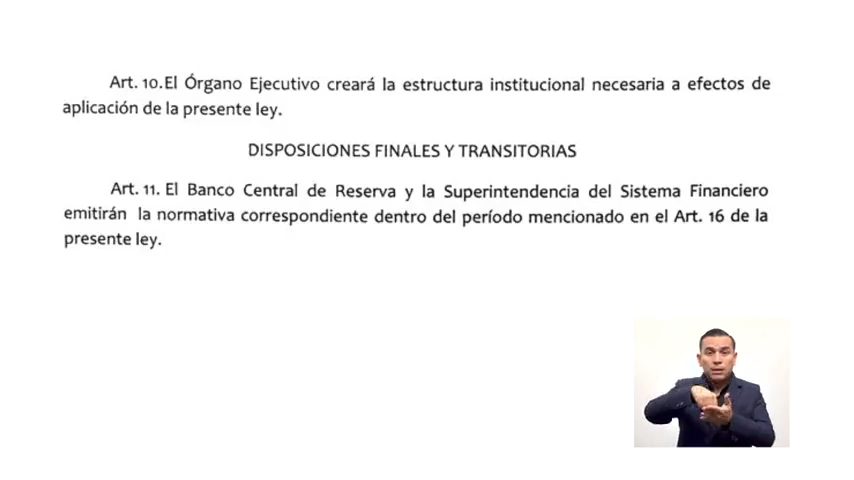 Art. 10.El Órgano Ejecutivo creará la estructura institucional necesaria a efectos de
aplicación de la presente ley.
DISPOSICIONES FINALES Y TRANSITORIAS
Art. 11. El Banco Central de Reserva y la Superintendencia del Sistema Financiero
emitirán la normativa correspondiente dentro del período mencionado en el Art. 16 de la
presente ley.